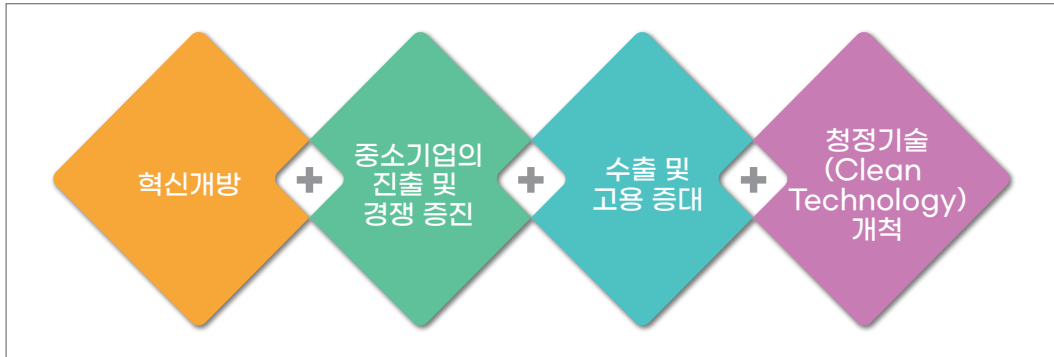 혁신개방
중소기업의
진출 및
경쟁 증진
수출 및
고용 증대
청정기술
(Clean
Technology)
개척